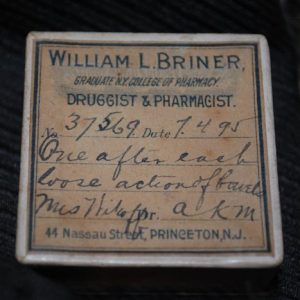 WILLIAM L. BRINER,
GRADUATE N.Y. COLLEGE OF PHARMACY.
DRUGGIST & PHARMACIST.
No. 37569 Date 7.4 95
One after each
loose action of bowels
Mrs Dr. a k m
44 Nassau Street, PRINCETON, N.J.